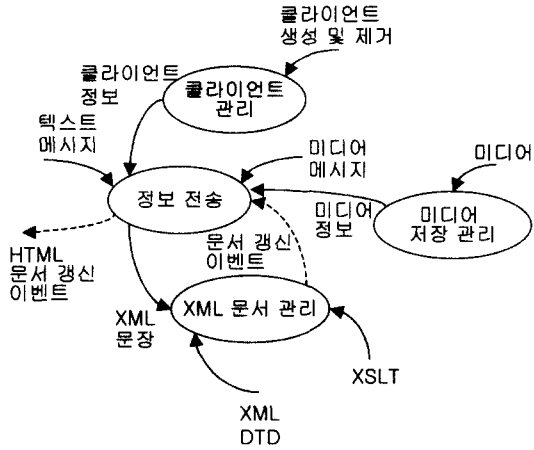 클라이언트
생성 및 제거
클라이언트
정보
클라이언트
관리
텍스트
메시지
미디어
메시지
미디어
정보 전송
미디어
정보
미디어
저장 관리
HTML
문서 갱신
이벤트
문서 갱신
이벤트
XML
문장
XML 문서 관리
XSLT
XML
DTD